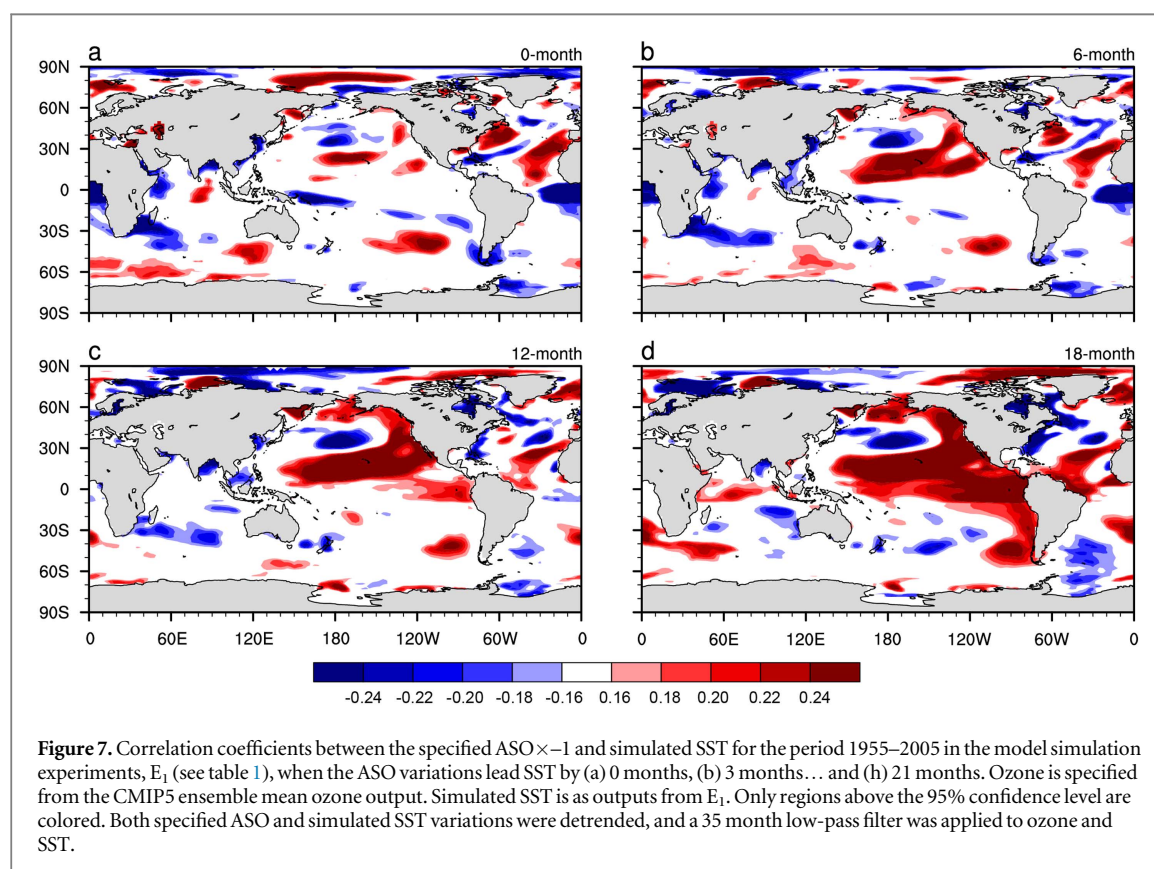 a 0-month
b 6-month
90N
60N
30N
0
30S
60S
90S
c 12-month
d 18-month
90N
60N
30N
0
30S
60S
90S
0 60E 120E 180 120W 60W 0
0 60E 120E 180 120W 60W 0
-0.24 -0.22 -0.20 -0.18 -0.16 0.16 0.18 0.20 0.22 0.24
Figure 7. Correlation coefficients between the specified ASO×−1 and simulated SST for the period 1955–2005 in the model simulation
experiments, E₁ (see table 1), when the ASO variations lead SST by (a) 0 months, (b) 3 months… and (h) 21 months. Ozone is specified
from the CMIP5 ensemble mean ozone output. Simulated SST is as outputs from E₁. Only regions above the 95% confidence level are
colored. Both specified ASO and simulated SST variations were detrended, and a 35 month low-pass filter was applied to ozone and
SST.